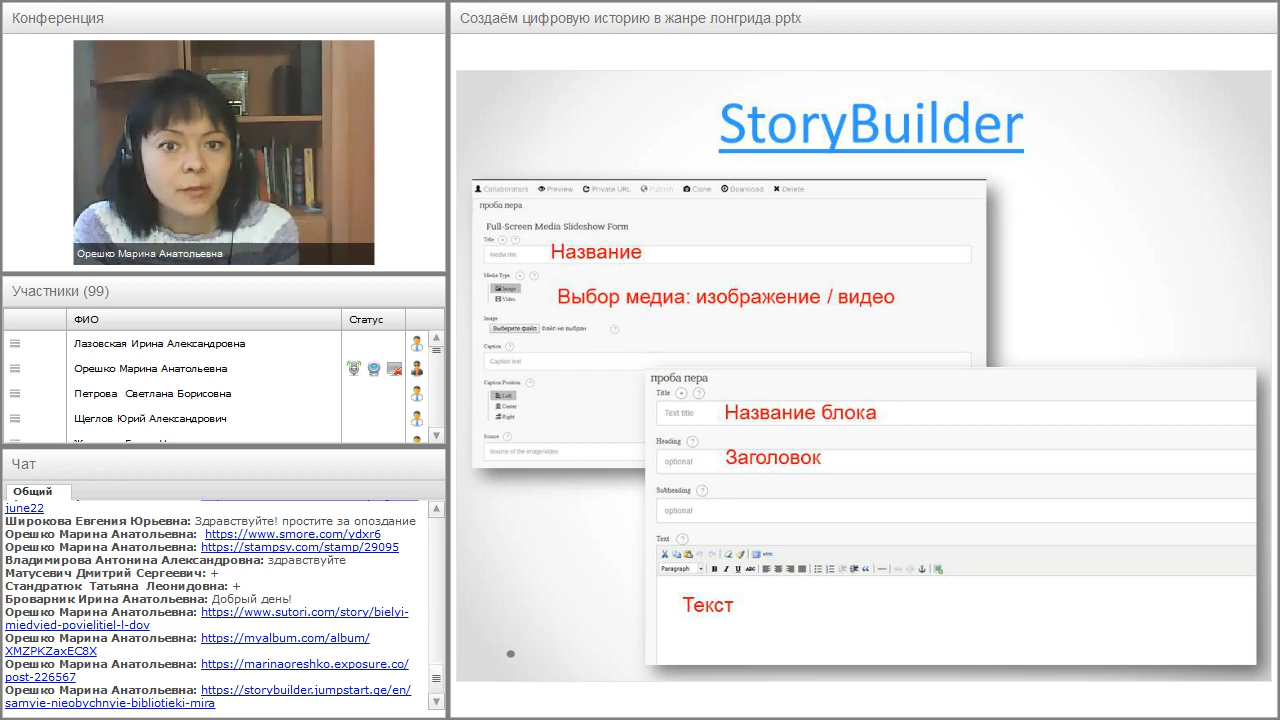 Конференция
Орешко Марина Анатольевна
Участники (99)
ФИО
Статус
Лазовская Ирина Александровна
Орешко Марина Анатольевна
Петрова Светлана Борисовна
Щеглов Юрий Александрович
Чат
Общий
june22
Широкова Евгения Юрьевна: Здравствуйте! простите за опоздание
Орешко Марина Анатольевна: https://www.smore.com/ydxr6
Орешко Марина Анатольевна: https://stampsy.com/stamp/29095
Владимирова Антонина Александровна: здравствуйте
Матусевич Дмитрий Сергеевич: +
Стандратюк Татьяна Леонидовна: +
Броварник Ирина Анатольевна: Добрый день!
Орешко Марина Анатольевна: https://www.sutori.com/story/bielyi-
miedvied-povielitiel-l-dov
Орешко Марина Анатольевна: https://myalbum.com/album/
XMZPKZaxEC8X
Орешко Марина Анатольевна: https://marinaoreshko.exposure.co/
post-226567
Орешко Марина Анатольевна: https://storybuilder.jumpstart.ge/en/
samyie-nieobychnyie-bibliotieki-mira
Создаём цифровую историю в жанре лонгрида.pptx
StoryBuilder
Collaborators Preview Private URL Publish Clone Download Delete
проба пера
Full-Screen Media Slideshow Form
Title
Media title
Название
Media Type
Image
Video
Выбор медиа: изображение / видео
Image
Выберите файл Файл не выбран
Caption
Caption text
Caption Position
Left
Center
Right
Source
Source of the image/video
проба пера
Title
Text title
Название блока
Heading
optional
Заголовок
Subheading
optional
Text
HTML
Paragraph B I U ABC
Текст